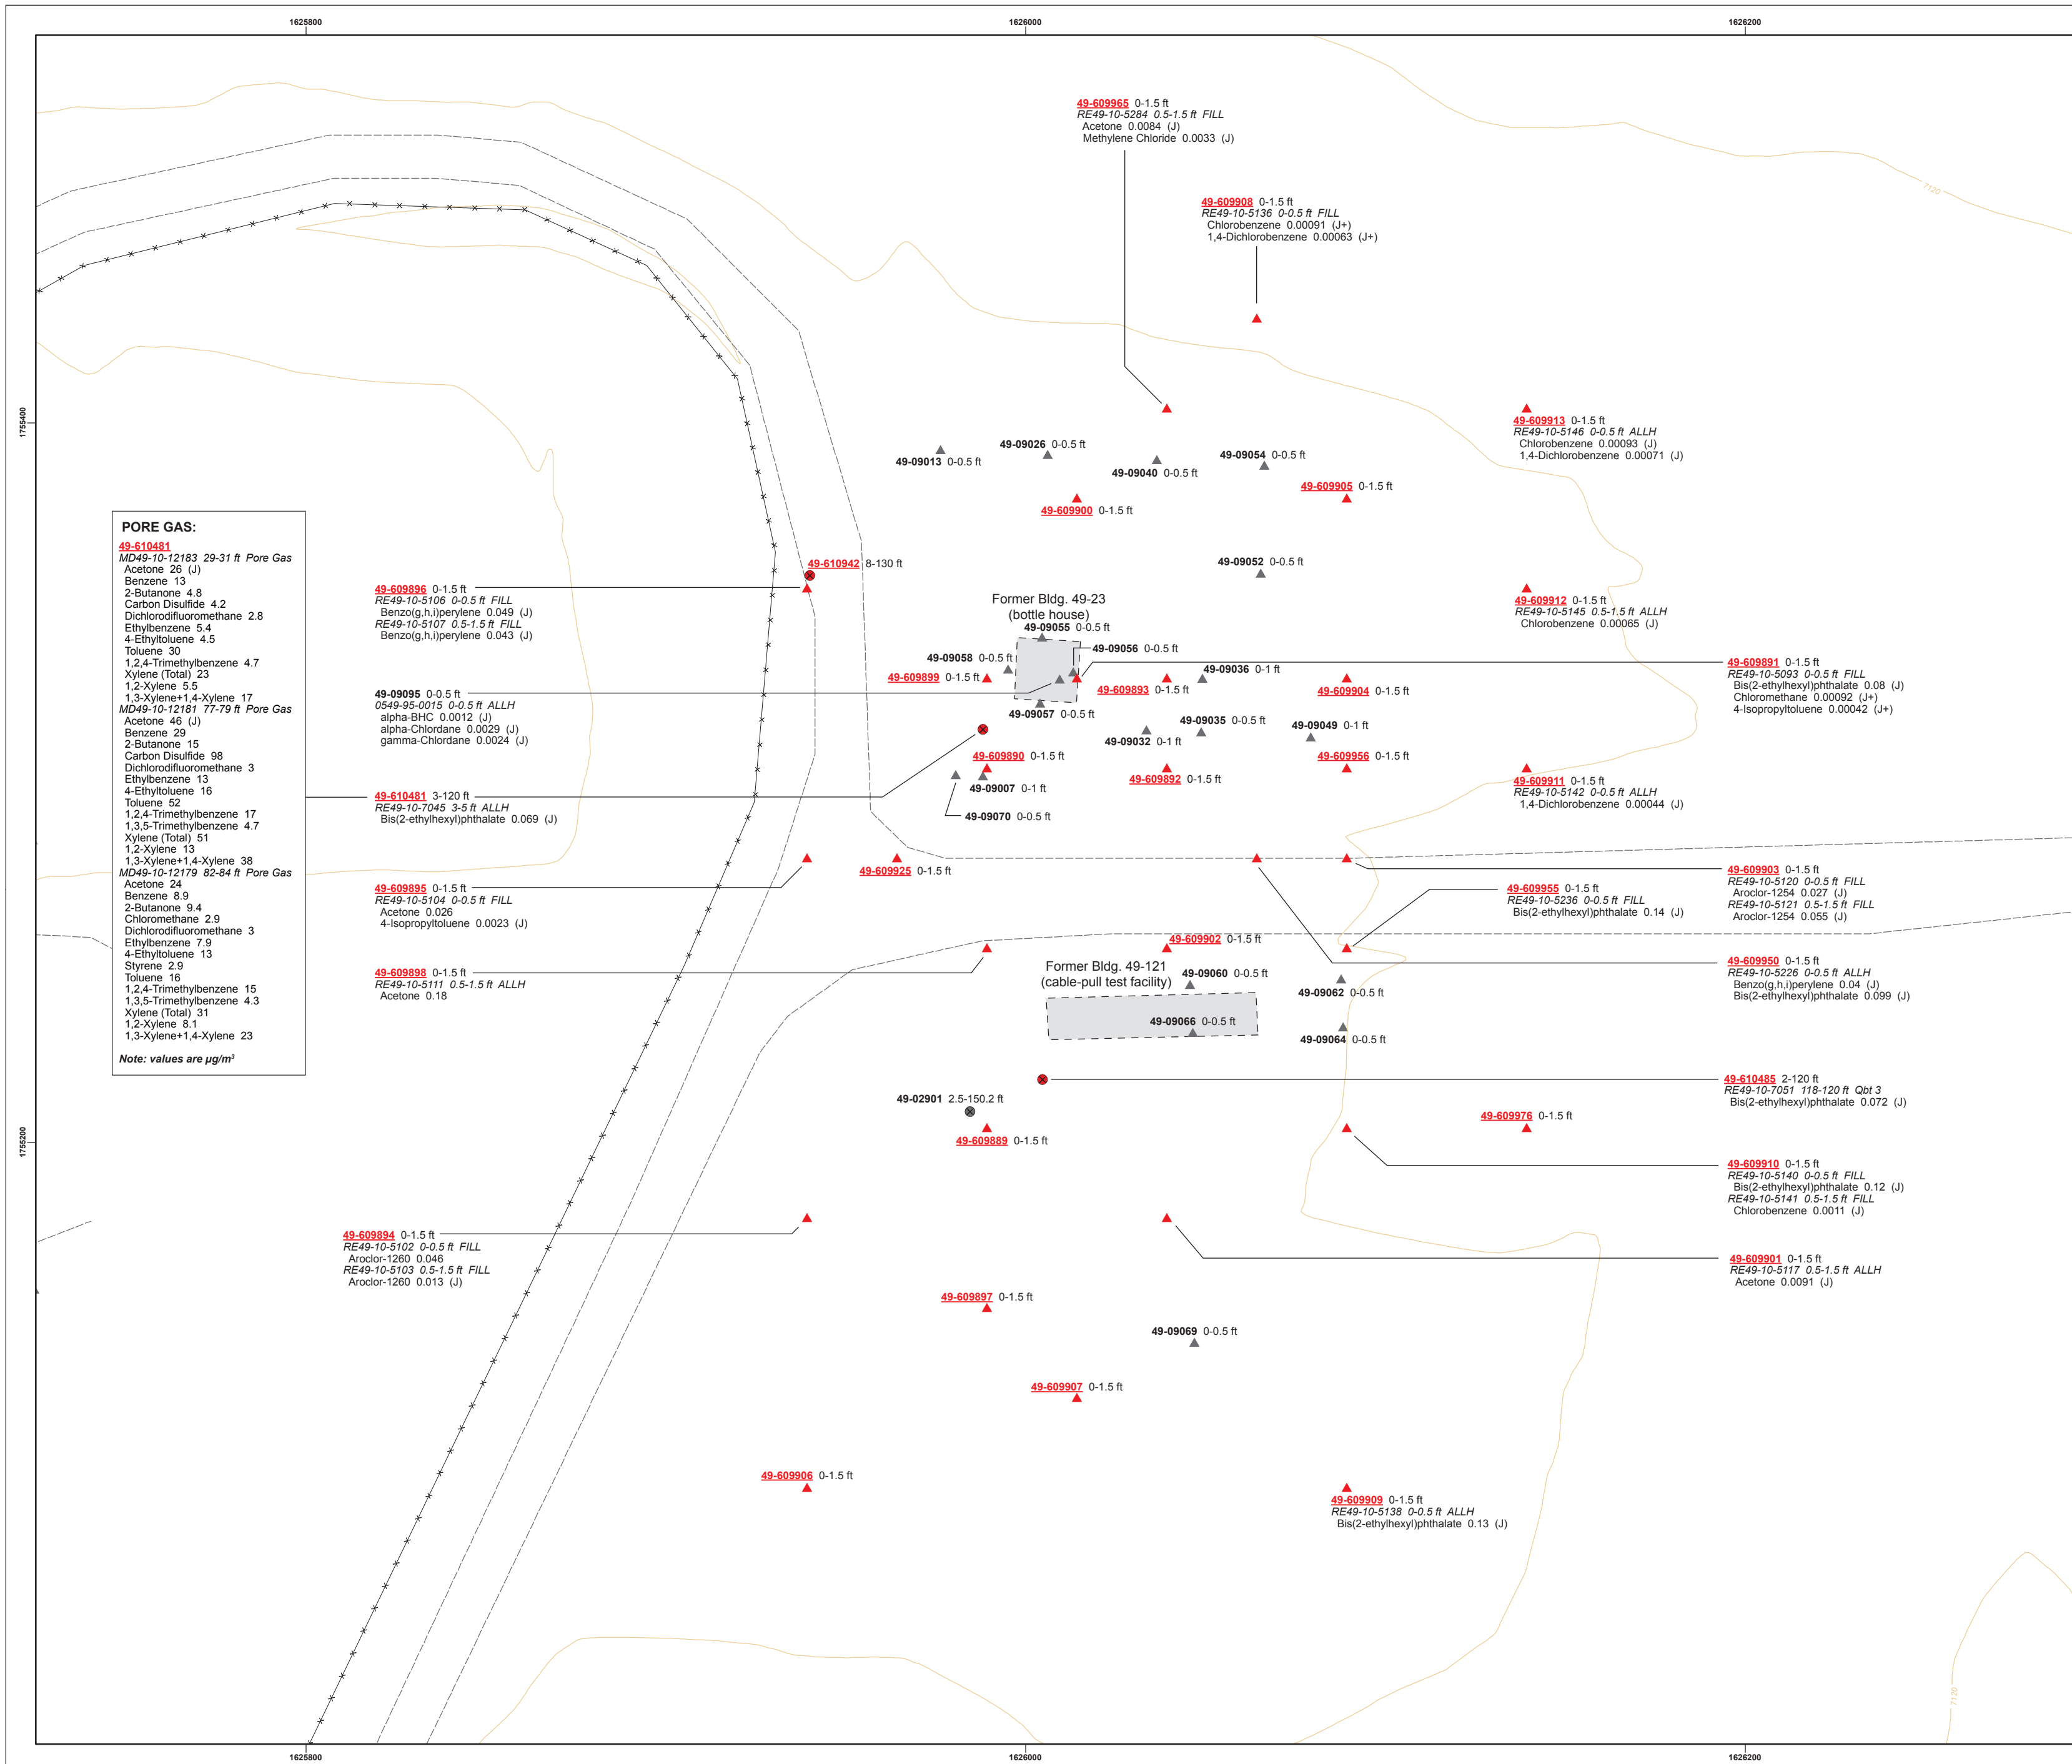 1625800
1626000
1626200
1755400
1755200
7120
49-609965 0-1.5 ft
RE49-10-5284 0.5-1.5 ft FILL
Acetone 0.0084 (J)
Methylene Chloride 0.0033 (J)
49-609908 0-1.5 ft
RE49-10-5136 0-0.5 ft FILL
Chlorobenzene 0.00091 (J+)
1,4-Dichlorobenzene 0.00063 (J+)
49-609913 0-1.5 ft
RE49-10-5146 0-0.5 ft ALLH
Chlorobenzene 0.00093 (J)
1,4-Dichlorobenzene 0.00071 (J)
49-09013 0-0.5 ft
49-09026 0-0.5 ft
49-09040 0-0.5 ft
49-09054 0-0.5 ft
49-609905 0-1.5 ft
49-609900 0-1.5 ft
PORE GAS:
49-610481
MD49-10-12183 29-31 ft Pore Gas
Acetone 26 (J)
Benzene 13
2-Butanone 4.8
Carbon Disulfide 4.2
Dichlorodifluoromethane 2.8
Ethylbenzene 5.4
4-Ethyltoluene 4.5
Toluene 30
1,2,4-Trimethylbenzene 4.7
Xylene (Total) 23
1,2-Xylene 5.5
1,3-Xylene+1,4-Xylene 17
MD49-10-12181 77-79 ft Pore Gas
Acetone 46 (J)
Benzene 29
2-Butanone 15
Carbon Disulfide 98
Dichlorodifluoromethane 3
Ethylbenzene 13
4-Ethyltoluene 16
Toluene 52
1,2,4-Trimethylbenzene 17
1,3,5-Trimethylbenzene 4.7
Xylene (Total) 51
1,2-Xylene 13
1,3-Xylene+1,4-Xylene 38
MD49-10-12179 82-84 ft Pore Gas
Acetone 24
Benzene 8.9
2-Butanone 9.4
Chloromethane 2.9
Dichlorodifluoromethane 3
Ethylbenzene 7.9
4-Ethyltoluene 13
Styrene 2.9
Toluene 16
1,2,4-Trimethylbenzene 15
1,3,5-Trimethylbenzene 4.3
Xylene (Total) 31
1,2-Xylene 8.1
1,3-Xylene+1,4-Xylene 23
Note: values are µg/m³
49-610942 8-130 ft
49-609896 0-1.5 ft
RE49-10-5106 0-0.5 ft FILL
Benzo(g,h,i)perylene 0.049 (J)
RE49-10-5107 0.5-1.5 ft FILL
Benzo(g,h,i)perylene 0.043 (J)
49-09052 0-0.5 ft
49-609912 0-1.5 ft
RE49-10-5145 0.5-1.5 ft ALLH
Chlorobenzene 0.00065 (J)
Former Bldg. 49-23
(bottle house)
49-09055 0-0.5 ft
49-09056 0-0.5 ft
49-09058 0-0.5 ft
49-609899 0-1.5 ft
49-09036 0-1 ft
49-609893 0-1.5 ft
49-609904 0-1.5 ft
49-609891 0-1.5 ft
RE49-10-5093 0-0.5 ft FILL
Bis(2-ethylhexyl)phthalate 0.08 (J)
Chloromethane 0.00092 (J+)
4-Isopropyltoluene 0.00042 (J+)
49-09095 0-0.5 ft
0549-95-0015 0-0.5 ft ALLH
alpha-BHC 0.0012 (J)
alpha-Chlordane 0.0029 (J)
gamma-Chlordane 0.0024 (J)
49-09057 0-0.5 ft
49-09035 0-0.5 ft
49-09032 0-1 ft
49-09049 0-1 ft
49-609890 0-1.5 ft
49-609892 0-1.5 ft
49-609956 0-1.5 ft
49-609911 0-1.5 ft
RE49-10-5142 0-0.5 ft ALLH
1,4-Dichlorobenzene 0.00044 (J)
49-09007 0-1 ft
49-09070 0-0.5 ft
49-610481 3-120 ft
RE49-10-7045 3-5 ft ALLH
Bis(2-ethylhexyl)phthalate 0.069 (J)
49-609925 0-1.5 ft
49-609895 0-1.5 ft
RE49-10-5104 0-0.5 ft FILL
Acetone 0.026
4-Isopropyltoluene 0.0023 (J)
49-609903 0-1.5 ft
RE49-10-5120 0-0.5 ft FILL
Aroclor-1254 0.027 (J)
RE49-10-5121 0.5-1.5 ft FILL
Aroclor-1254 0.055 (J)
49-609955 0-1.5 ft
RE49-10-5236 0-0.5 ft FILL
Bis(2-ethylhexyl)phthalate 0.14 (J)
49-609902 0-1.5 ft
49-609898 0-1.5 ft
RE49-10-5111 0.5-1.5 ft ALLH
Acetone 0.18
Former Bldg. 49-121
(cable-pull test facility)
49-09060 0-0.5 ft
49-09062 0-0.5 ft
49-609950 0-1.5 ft
RE49-10-5226 0-0.5 ft ALLH
Benzo(g,h,i)perylene 0.04 (J)
Bis(2-ethylhexyl)phthalate 0.099 (J)
49-09066 0-0.5 ft
49-09064 0-0.5 ft
49-610485 2-120 ft
RE49-10-7051 118-120 ft Qbt 3
Bis(2-ethylhexyl)phthalate 0.072 (J)
49-02901 2.5-150.2 ft
49-609889 0-1.5 ft
49-609976 0-1.5 ft
49-609910 0-1.5 ft
RE49-10-5140 0-0.5 ft FILL
Bis(2-ethylhexyl)phthalate 0.12 (J)
RE49-10-5141 0.5-1.5 ft FILL
Chlorobenzene 0.0011 (J)
49-609894 0-1.5 ft
RE49-10-5102 0-0.5 ft FILL
Aroclor-1260 0.046
RE49-10-5103 0.5-1.5 ft FILL
Aroclor-1260 0.013 (J)
49-609901 0-1.5 ft
RE49-10-5117 0.5-1.5 ft ALLH
Acetone 0.0091 (J)
49-609897 0-1.5 ft
49-09069 0-0.5 ft
49-609907 0-1.5 ft
49-609906 0-1.5 ft
49-609909 0-1.5 ft
RE49-10-5138 0-0.5 ft ALLH
Bis(2-ethylhexyl)phthalate 0.13 (J)
7120
1625800
1626000
1626200